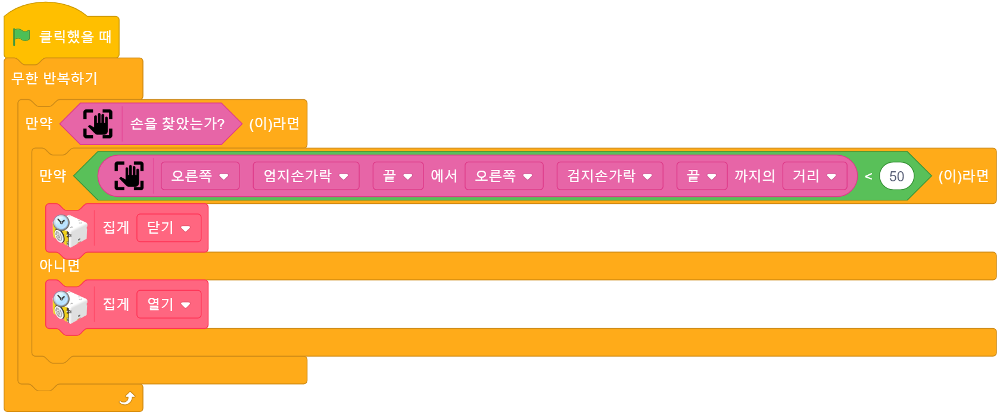 클릭했을 때
무한 반복하기
만약 손을 찾았는가? (이)라면
만약 오른쪽 엄지손가락 끝 에서 오른쪽 검지손가락 끝 까지의 거리 < 50 (이)라면
집게 닫기
아니면
집게 열기